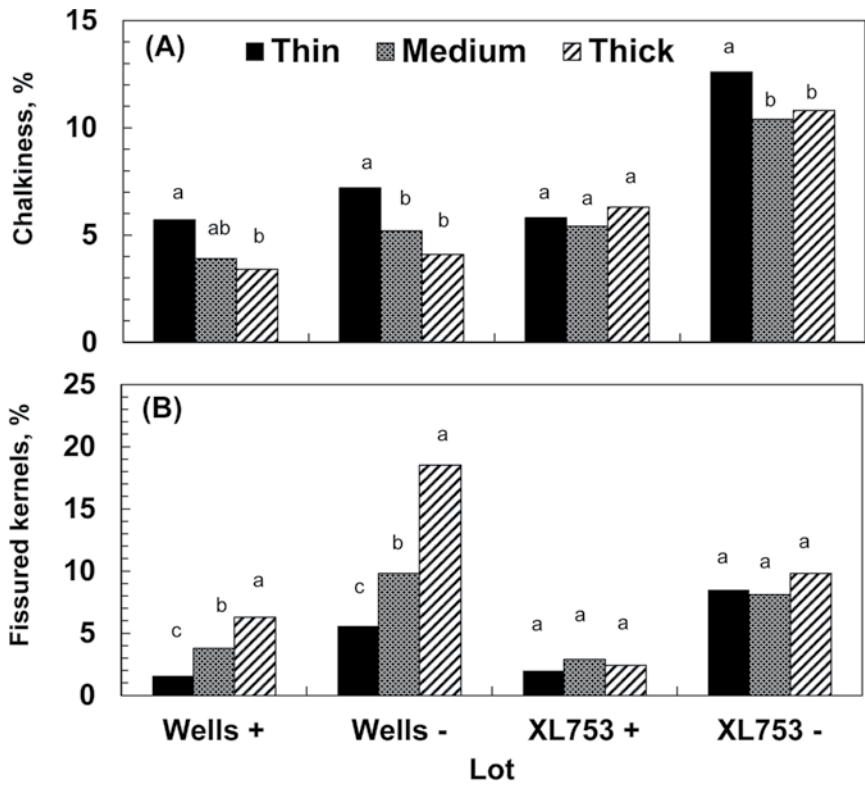 15
(A) Thin Medium Thick
a
b b
10
Chalkiness, %
a
a
a ab b
b b
a a a
5
0
25
(B)
Fissured kernels, %
20
a
15
10
b
c
a a a
a
b
c
a a a
5
0
Wells + Wells - XL753 + XL753 -
Lot